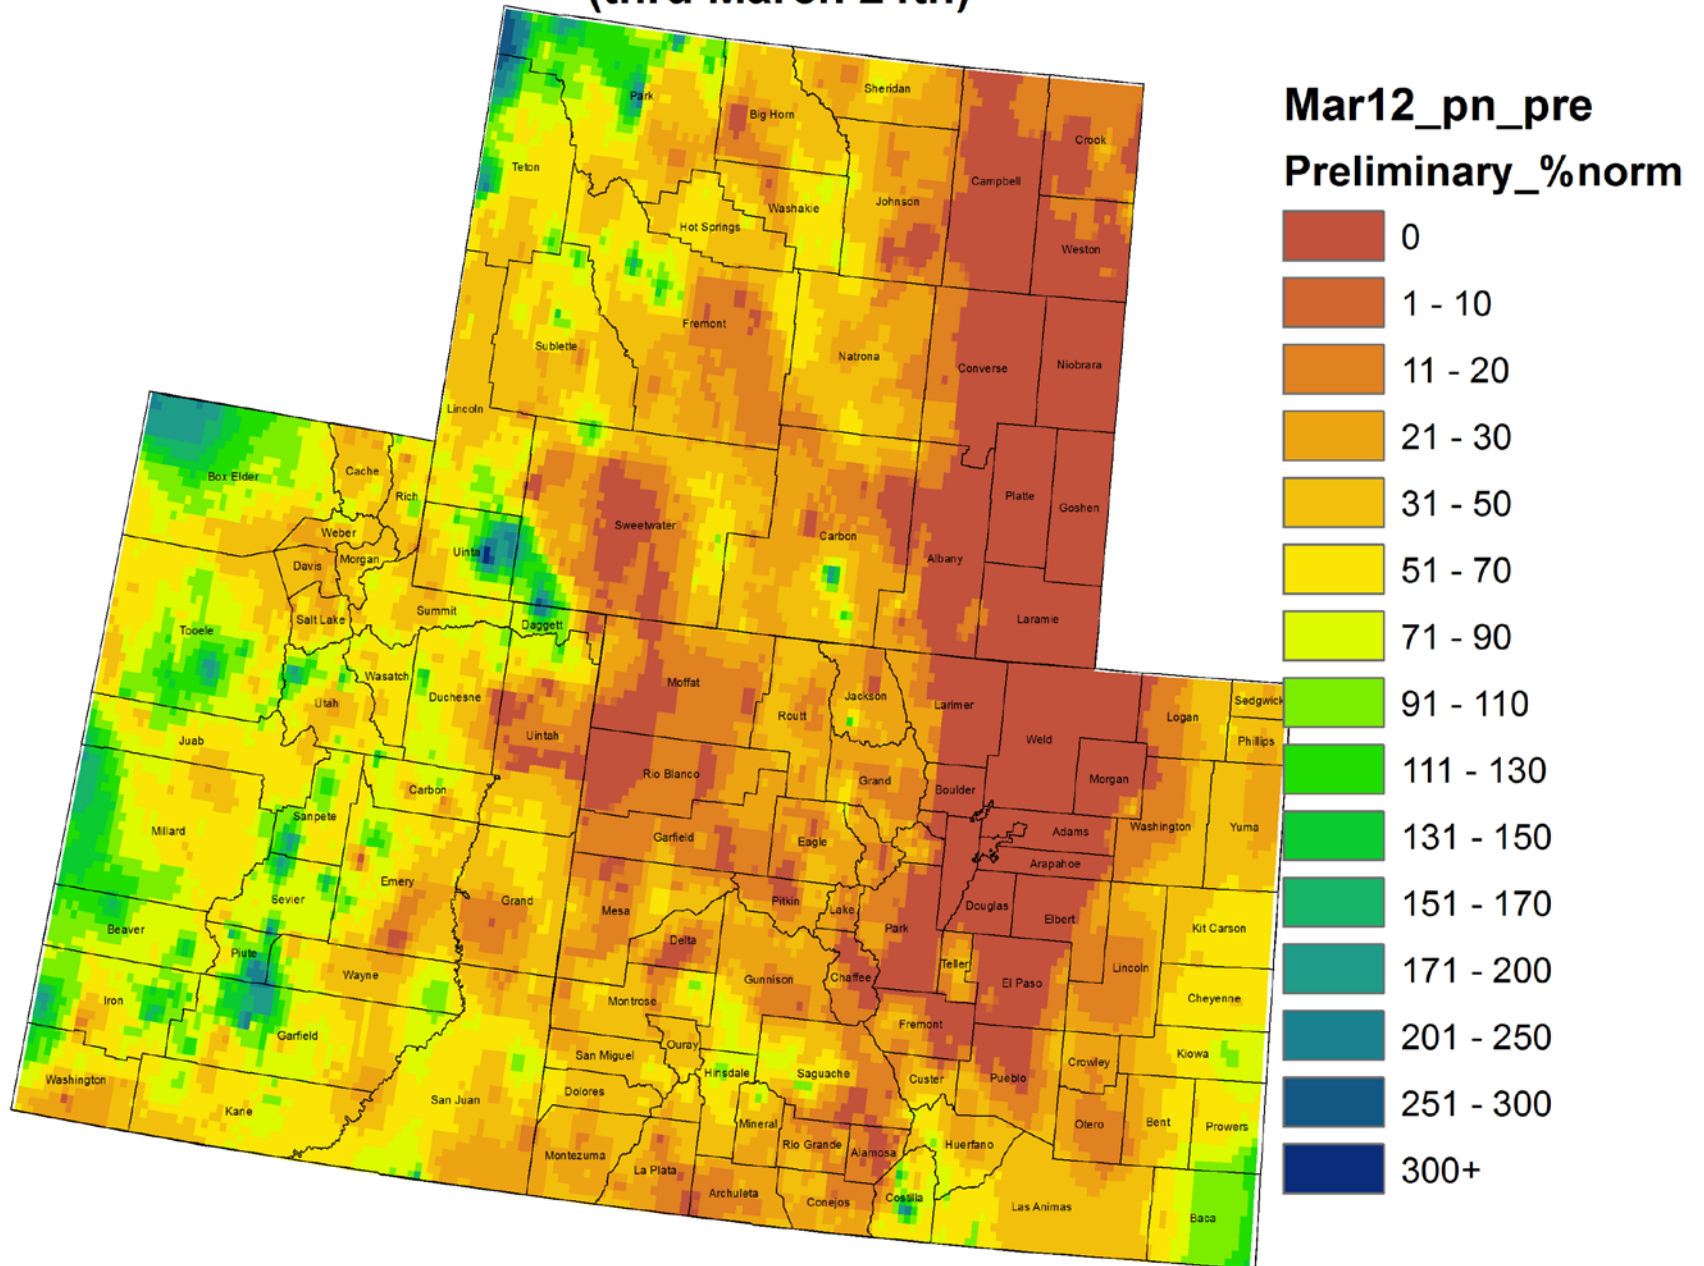 (third March 24th)
Mar12_pn_pre
Preliminary_%norm
0
1 - 10
11 - 20
21 - 30
31 - 50
51 - 70
71 - 90
91 - 110
111 - 130
131 - 150
151 - 170
171 - 200
201 - 250
251 - 300
300+
Park
Sheridan
Big Horn
Crook
Teton
Campbell
Washakie
Johnson
Hot Springs
Weston
Fremont
Sublette
Natrona
Converse
Niobrara
Lincoln
Box Elder
Cache
Rich
Platte
Goshen
Sweetwater
Weber
Carbon
Uinta
Morgan
Davis
Albany
Summit
Salt Lake
Laramie
Daggett
Tooele
Wasatch
Moffat
Duchesne
Jackson
Utah
Larimer
Logan
Sedgwick
Routt
Uintah
Weld
Phillips
Juab
Rio Blanco
Grand
Morgan
Carbon
Boulder
Sanpete
Millard
Garfield
Eagle
Adams
Washington
Yuma
Arapahoe
Emery
Sevier
Grand
Mesa
Pitkin
Lake
Douglas
Elbert
Beaver
Park
Kit Carson
Delta
Piute
Teller
Lincoln
Wayne
Gunnison
Chaffee
El Paso
Iron
Montrose
Cheyenne
Garfield
Fremont
Ouray
San Miguel
Kiowa
Crowley
Hinsdale
Saguache
Washington
Custer
Pueblo
Dolores
San Juan
Kane
Mineral
Otero
Bent
Prowers
Rio Grande
Huerfano
Montezuma
Alamosa
La Plata
Archuleta
Conejos
Costilla
Las Animas
Baca